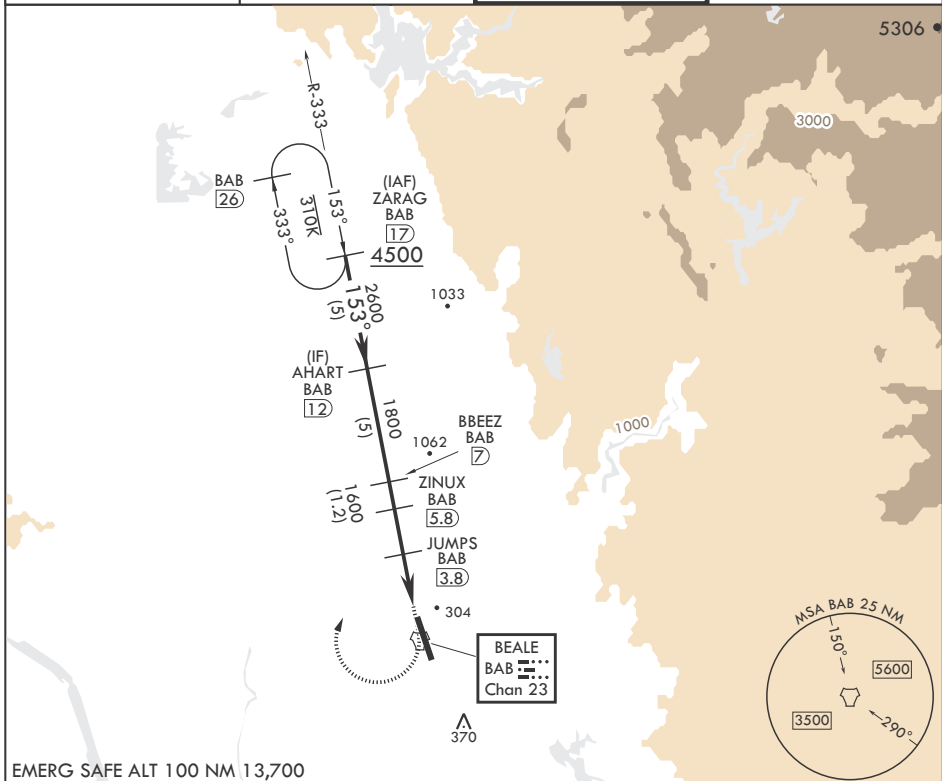 5306
R-333
3000
BAB
26
333°
310K
153°
(IAF)
ZARAG
BAB
17
4500
2600
153°
(5)
1033
(IF)
AHART
BAB
12
1800
(5)
1062
BBEEZ
BAB
7
1000
1600
(1.2)
ZINUX
BAB
5.8
JUMPS
BAB
3.8
304
BEALE
BAB
Chan 23
370
MSA BAB 25 NM
150°
5600
3500
290°
EMERG SAFE ALT 100 NM 13,700